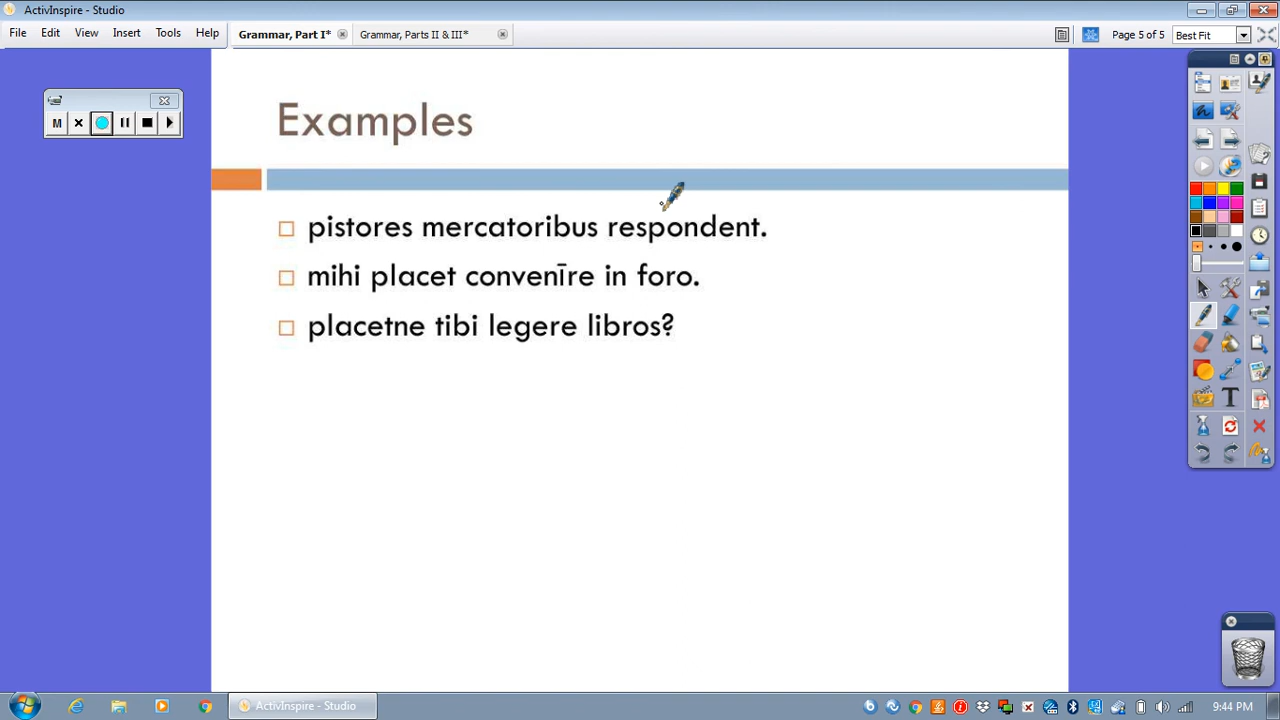 ActivInspire - Studio
File Edit View Insert Tools Help
Grammar, Part I* Grammar, Parts II & III*
Page 5 of 5 Best Fit
M
Examples
pistores mercatoribus respondent.
mihi placet convenīre in foro.
placetne tibi legere libros?
T
ActivInspire - Studio
9:44 PM